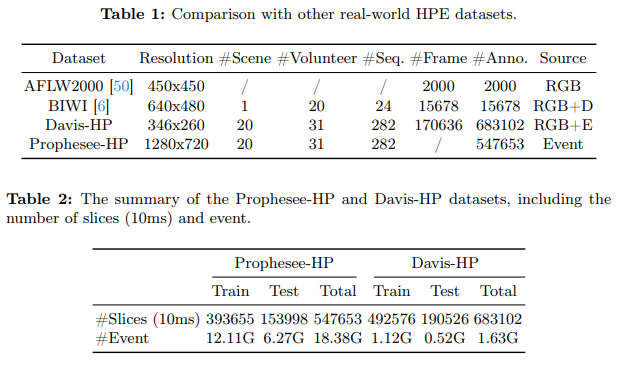 Table 1: Comparison with other real-world HPE datasets.
Dataset Resolution #Scene #Volunteer #Seq. #Frame #Anno. Source
AFLW2000 [50] 450x450 / / / 2000 2000 RGB
BIWI [6] 640x480 1 20 24 15678 15678 RGB+D
Davis-HP 346x260 20 31 282 170636 683102 RGB+E
Prophesee-HP 1280x720 20 31 282 / 547653 Event
Table 2: The summary of the Prophesee-HP and Davis-HP datasets, including the
number of slices (10ms) and event.
Prophesee-HP Davis-HP
Train Test Total Train Test Total
#Slices (10ms) 393655 153998 547653 492576 190526 683102
#Event 12.11G 6.27G 18.38G 1.12G 0.52G 1.63G